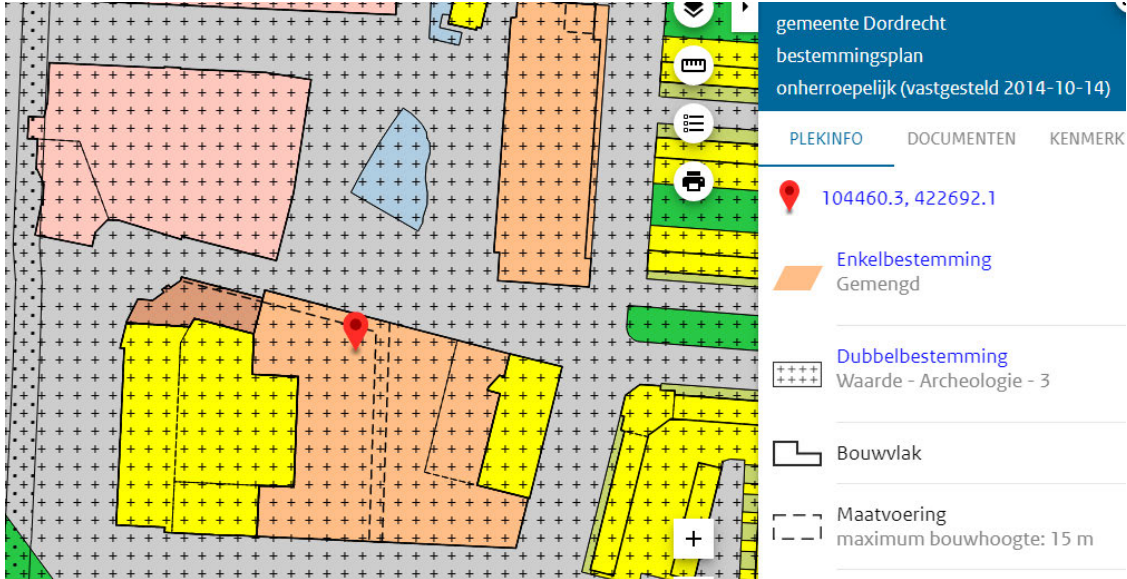 gemeente Dordrecht
bestemmingsplan
onherroepelijk (vastgesteld 2014-10-14)
PLEKINFO DOCUMENTEN KENMERK
104460.3, 422692.1
Enkelbestemming
Gemengd
Dubbelbestemming
Waarde - Archeologie - 3
Bouwvlak
Maatvoering
maximum bouwhoogte: 15 m